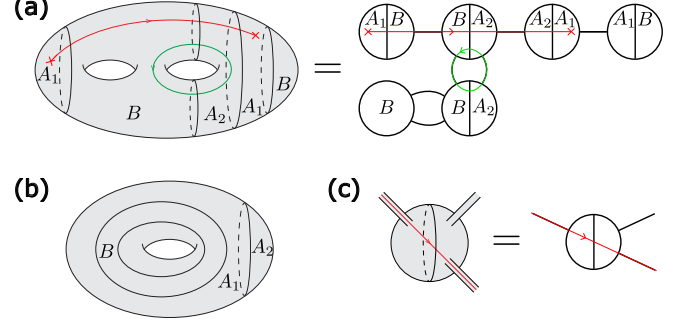 (a)
A₁ B A₂ A₁ B
=
A₁ B B A₂ A₂ A₁ A₁ B
B B A₂
(b)
B A₁ A₂
(c)
=